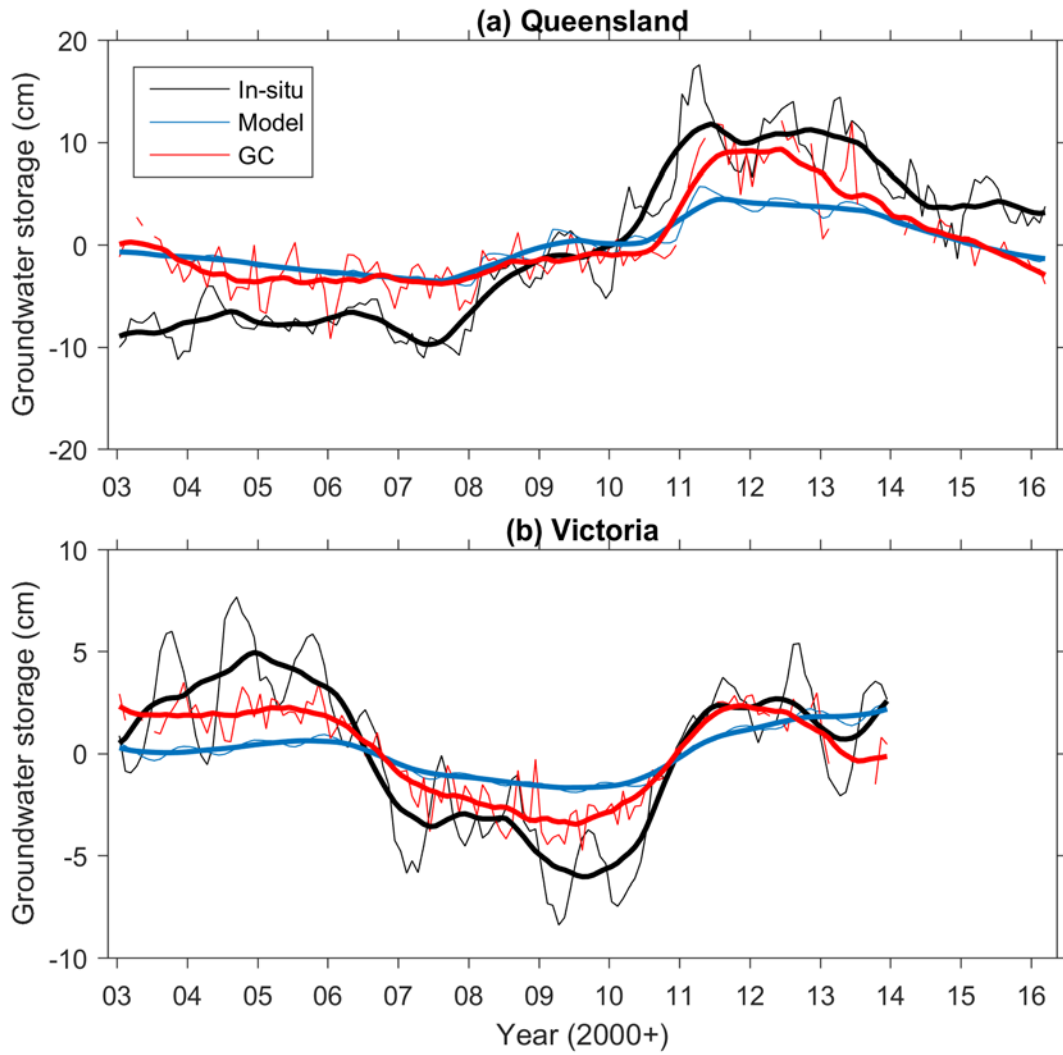 (a) Queensland
20
10
0
-10
-20
Groundwater storage (cm)
In-situ
Model
GC
03 04 05 06 07 08 09 10 11 12 13 14 15 16
(b) Victoria
10
5
0
-5
-10
Groundwater storage (cm)
03 04 05 06 07 08 09 10 11 12 13 14 15 16
Year (2000+)